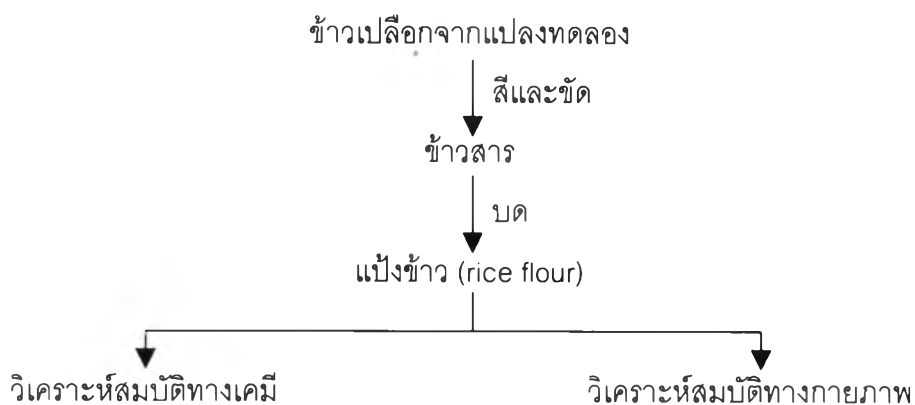 ข้าวเปลือกจากแปลงทดลอง
สีและขัด
ข้าวสาร
บด
แป้งข้าว (rice flour)
วิเคราะห์สมบัติทางเคมี
วิเคราะห์สมบัติทางกายภาพ